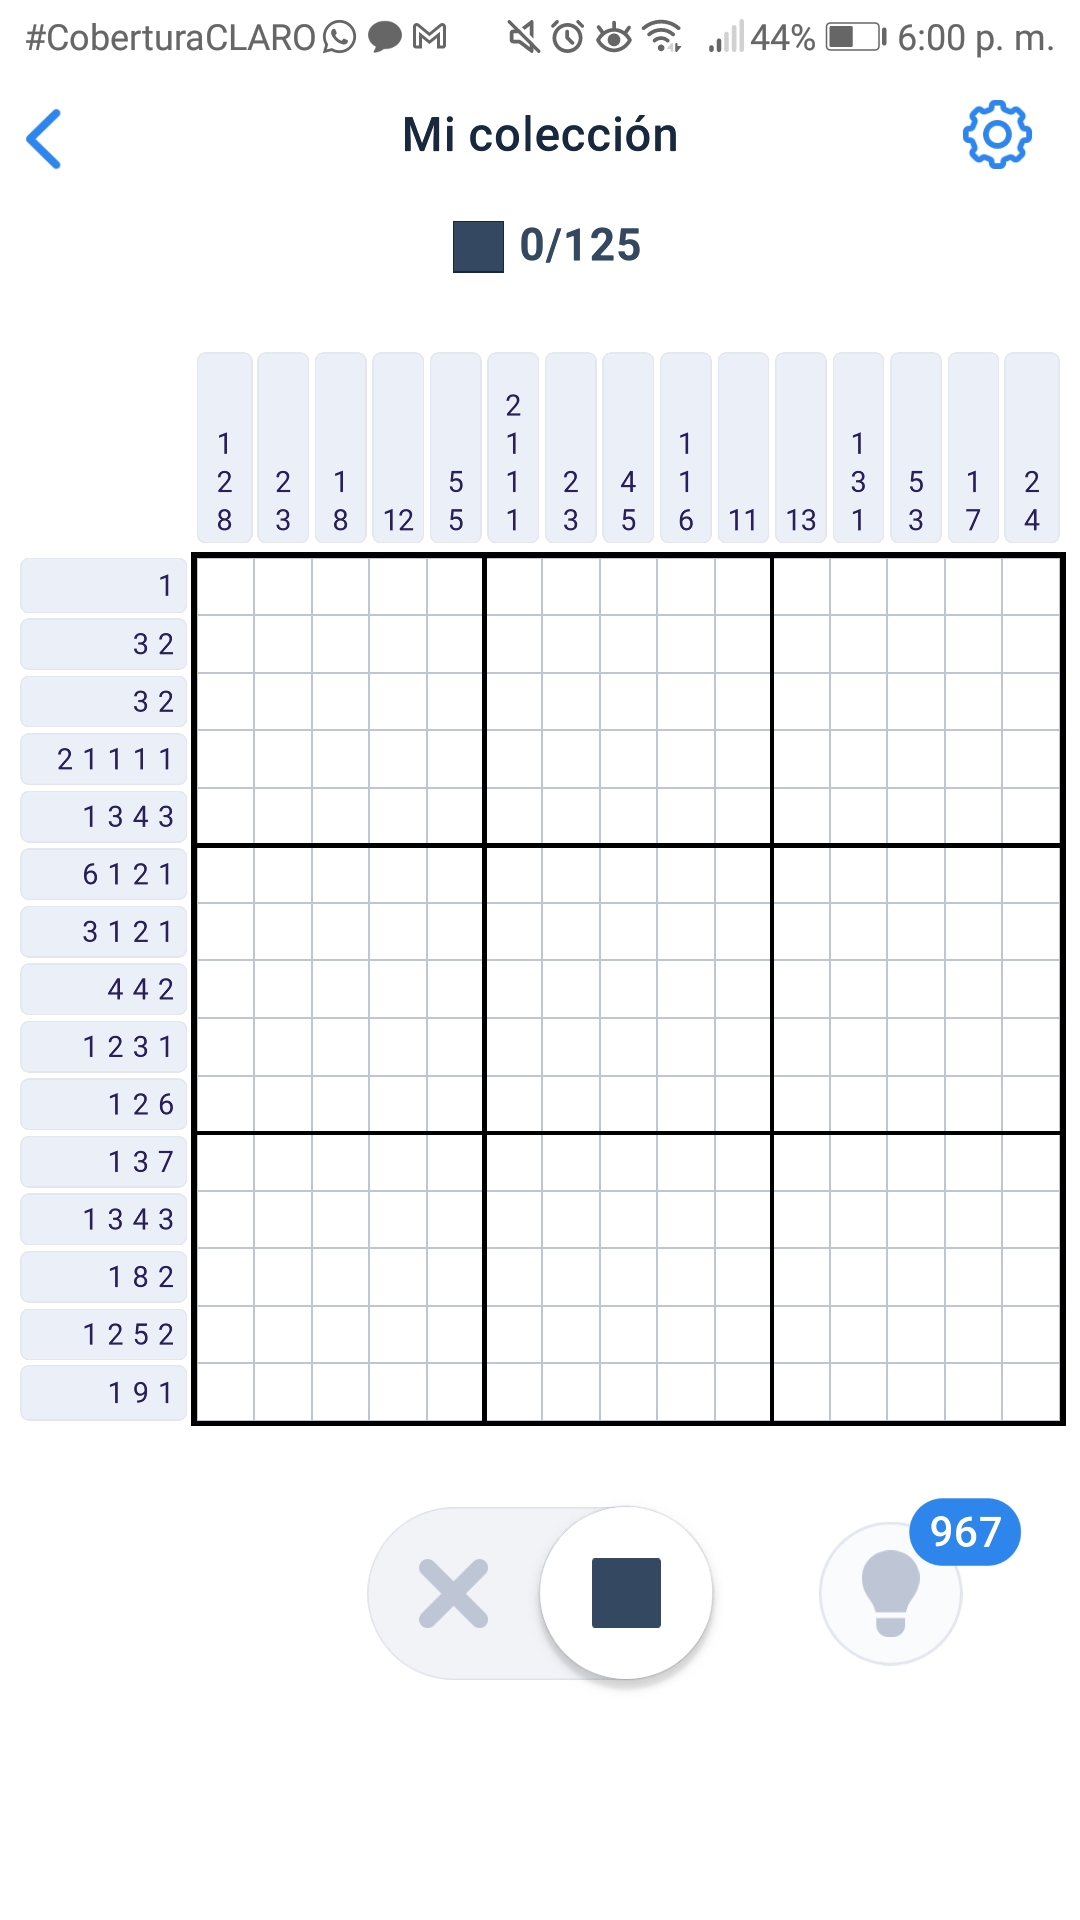 #CoberturaCLARO 44% 6:00 p. m.
Mi colección
0/125
2
1 1 1 1
2 2 1 5 1 2 4 1 3 5 1 2
8 3 8 12 5 1 3 5 6 11 13 1 3 7 4
1
3 2
3 2
2 1 1 1 1
1 3 4 3
6 1 2 1
3 1 2 1
4 4 2
1 2 3 1
1 2 6
1 3 7
1 3 4 3
1 8 2
1 2 5 2
1 9 1
967